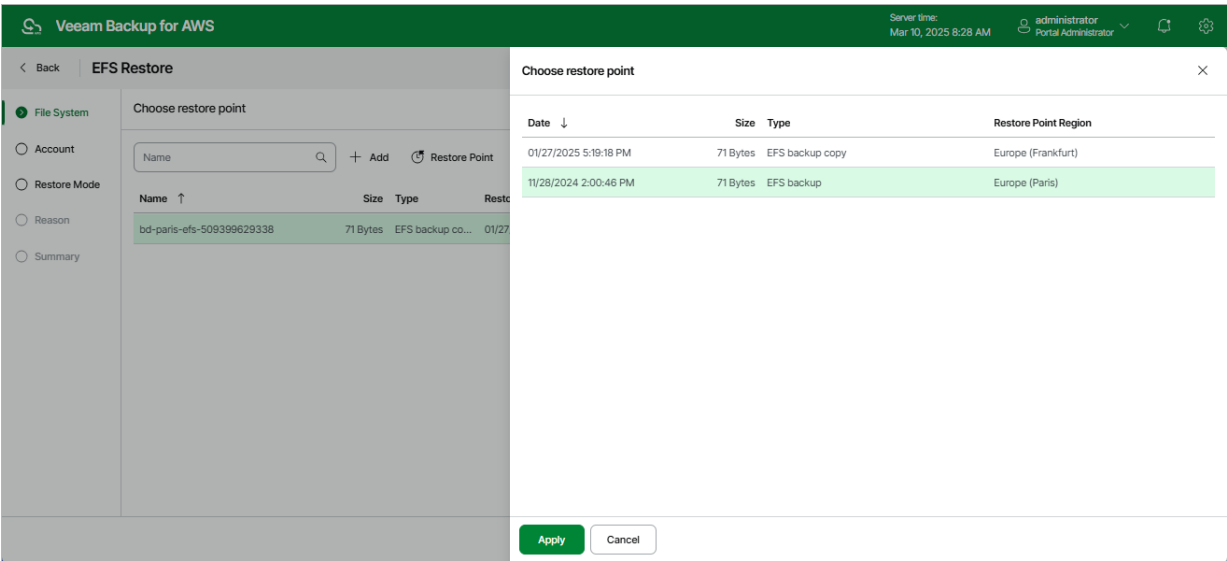 Veeam Backup for AWS
Server time:
Mar 10, 2025 8:28 AM
administrator
Portal Administrator
Back
EFS Restore
File System
Account
Restore Mode
Reason
Summary
Choose restore point
Name
Add
Restore Point
Name ↑ Size Type Resto
bd-paris-efs-509399629338 71 Bytes EFS backup co... 01/27
Choose restore point
Date ↓ Size Type Restore Point Region
01/27/2025 5:19:18 PM 71 Bytes EFS backup copy Europe (Frankfurt)
11/28/2024 2:00:46 PM 71 Bytes EFS backup Europe (Paris)
Apply Cancel